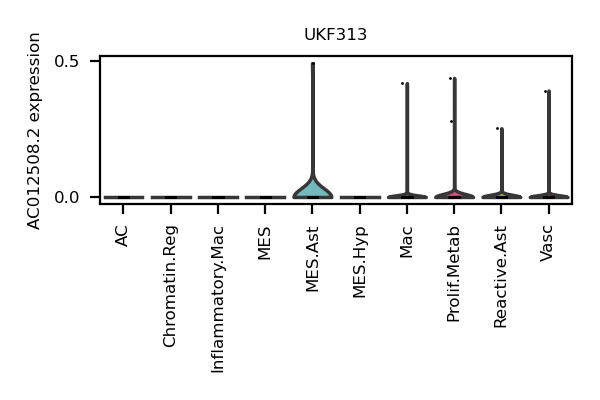 UKF313
AC012508.2 expression
0.5
0.0
AC
Chromatin.Reg
Inflammatory.Mac
MES
MES.Ast
MES.Hyp
Mac
Prolif.Metab
Reactive.Ast
Vasc